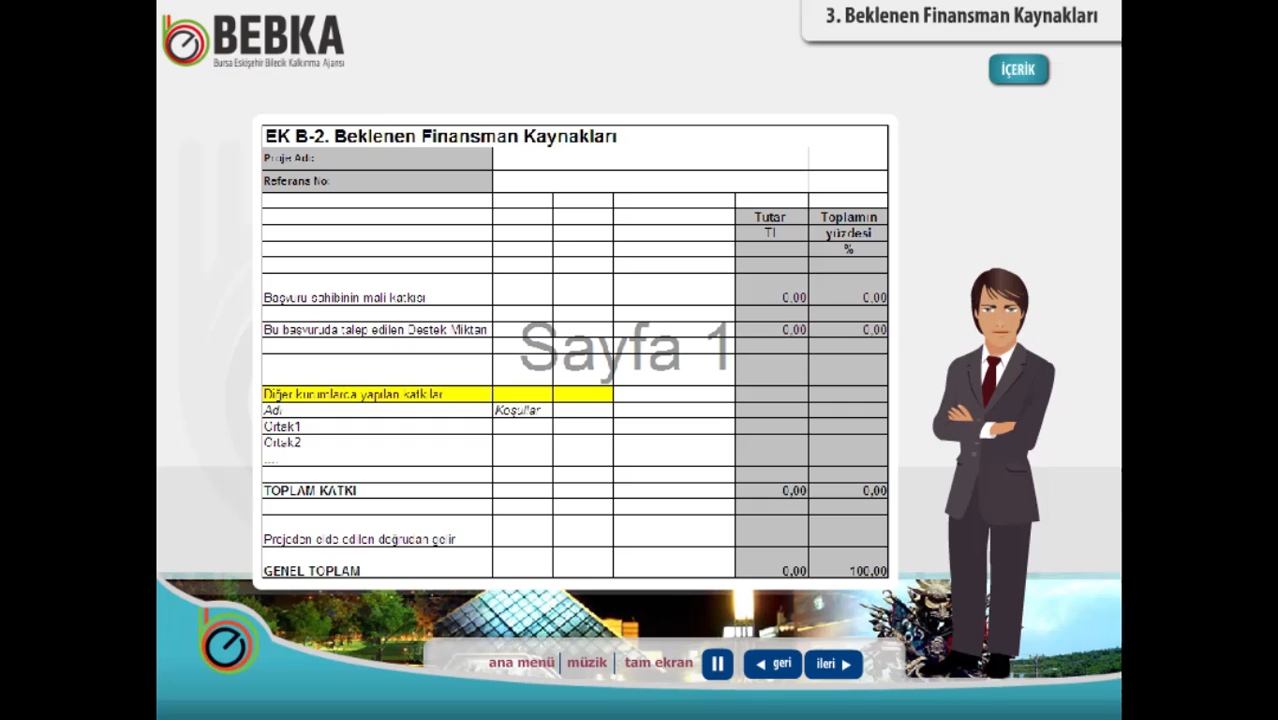 3. Beklenen Finansman Kaynakları
BEBKA
Bursa Eskişehir Bilecik Kalkınma Ajansı
İÇERİK
EK B-2. Beklenen Finansman Kaynakları
Proje Adı:
Referans No:
Tutar Toplamın
TL yüzdesi
%
Başvuru sahibinin mali katkısı 0,00 0,00
Bu başvuruda talep edilen Destek Miktarı 0,00 0,00
Sayfa 1
Diğer kurumlarca yapılan katkılar
Adı Koşullar
Ortak1
Ortak2
....
TOPLAM KATKI 0,00 0,00
Projeden elde edilen doğrudan gelir
GENEL TOPLAM 0,00 100,00
ana menü | müzik | tam ekran geri ileri